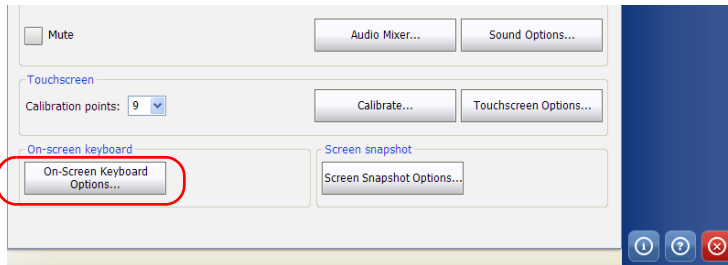 Mute
Audio Mixer...
Sound Options...
Touchscreen
Calibration points: 9
Calibrate...
Touchscreen Options...
On-screen keyboard
Screen snapshot
On-Screen Keyboard
Options...
Screen Snapshot Options...